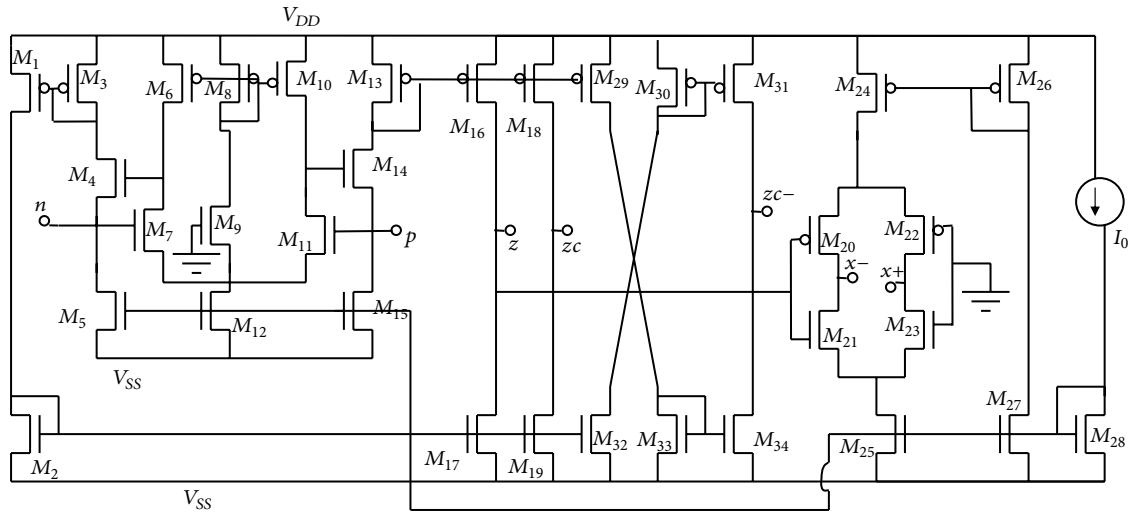 V_DD
M_1
M_3
M_6
M_8
M_10
M_13
M_16
M_18
M_29
M_30
M_31
M_24
M_26
M_4
M_14
n
M_7
M_9
M_11
p
z
zc
zc−
M_20
M_22
I_0
x−
x+
M_5
M_12
M_15
M_21
M_23
V_SS
M_2
M_17
M_19
M_32
M_33
M_34
M_25
M_27
M_28
V_SS